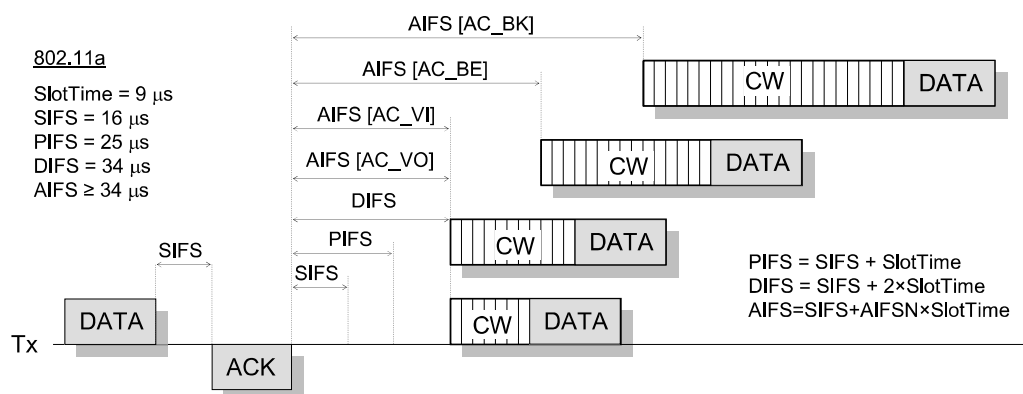 802.11a
SlotTime = 9 μs
SIFS = 16 μs
PIFS = 25 μs
DIFS = 34 μs
AIFS ≥ 34 μs
AIFS [AC_BK]
CW DATA
AIFS [AC_BE]
CW DATA
AIFS [AC_VI]
AIFS [AC_VO]
DIFS
CW DATA
PIFS
SIFS
SIFS
PIFS = SIFS + SlotTime
DIFS = SIFS + 2×SlotTime
AIFS=SIFS+AIFSN×SlotTime
Tx
DATA
ACK
CW DATA